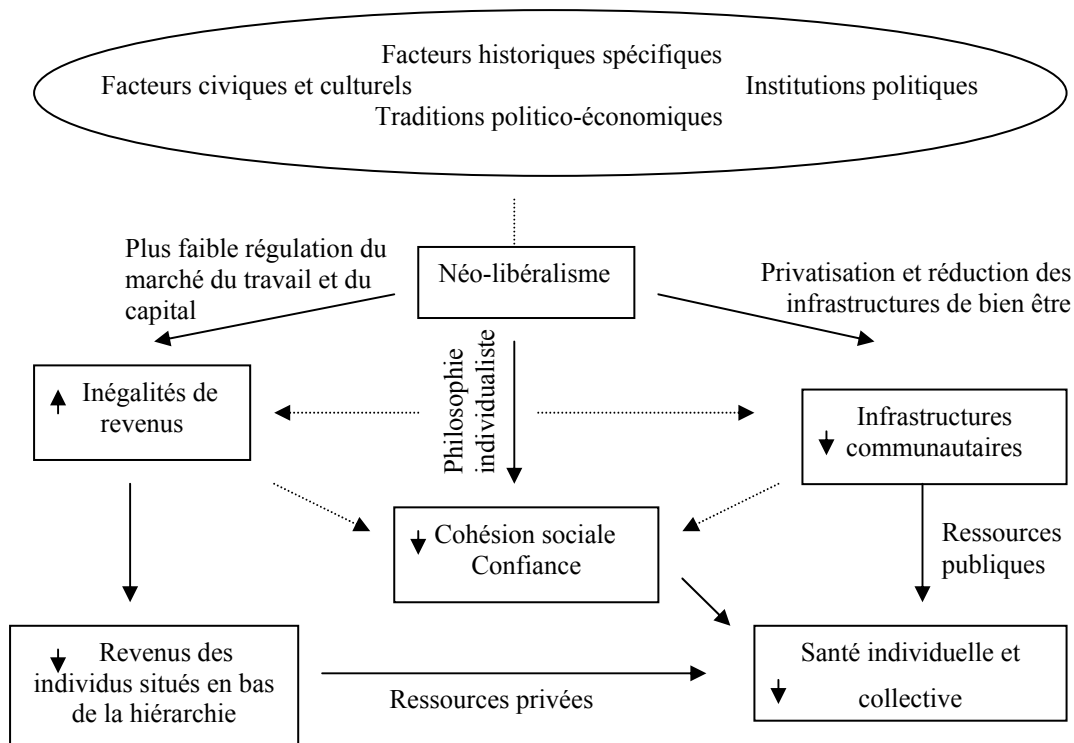 Facteurs historiques spécifiques
Facteurs civiques et culturels
Institutions politiques
Traditions politico-économiques
Plus faible régulation du
marché du travail et du
capital
Néo-libéralisme
Privatisation et réduction des
infrastructures de bien être
Philosophie
individualiste
Inégalités de
revenus
Infrastructures
communautaires
Cohésion sociale
Confiance
Ressources
publiques
Revenus des
individus situés en bas
de la hiérarchie
Ressources privées
Santé individuelle et
collective